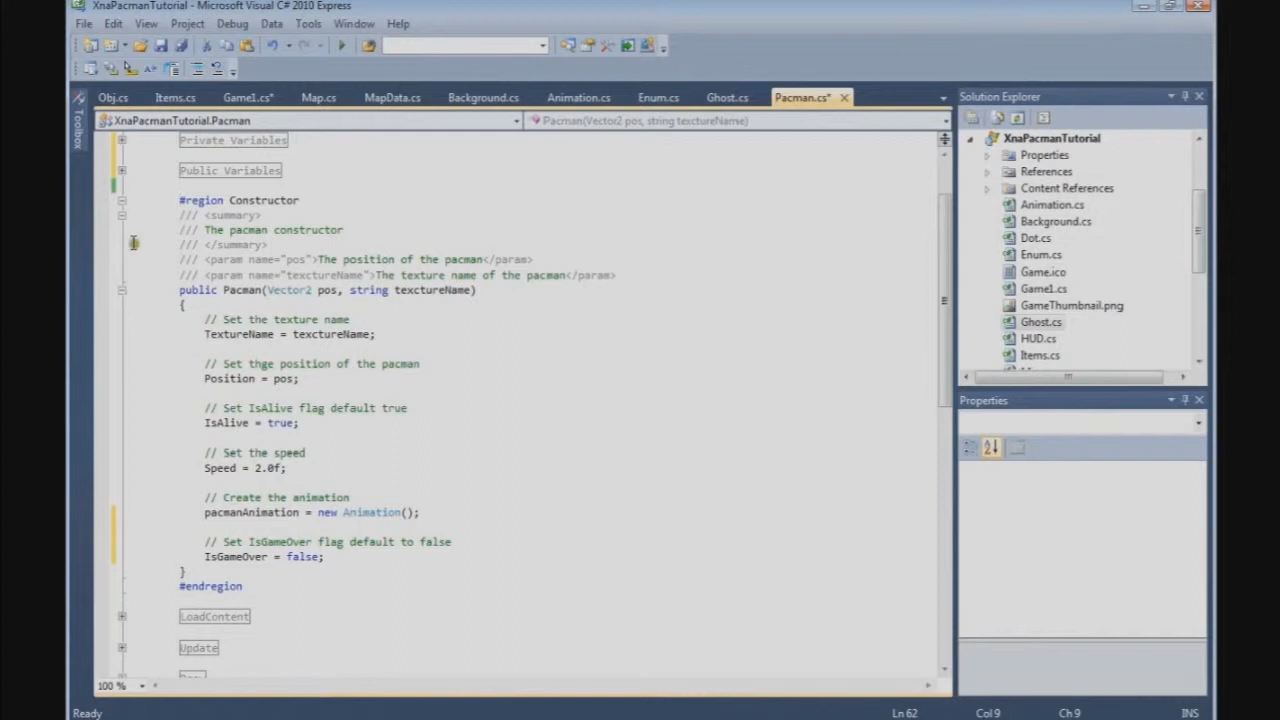 XnaPacmanTutorial - Microsoft Visual C# 2010 Express
File Edit View Project Debug Data Tools Window Help
Obj.cs Items.cs Game1.cs* Map.cs MapData.cs Background.cs Animation.cs Enum.cs Ghost.cs Pacman.cs*
XnaPacmanTutorial.Pacman Pacman(Vector2 pos, string texctureName)
Toolbox
Private Variables
Public Variables
#region Constructor
/// <summary>
/// The pacman constructor
/// </summary>
/// <param name="pos">The position of the pacman</param>
/// <param name="texctureName">The texture name of the pacman</param>
public Pacman(Vector2 pos, string texctureName)
{
// Set the texture name
TextureName = texctureName;
// Set thge position of the pacman
Position = pos;
// Set IsAlive flag default true
IsAlive = true;
// Set the speed
Speed = 2.0f;
// Create the animation
pacmanAnimation = new Animation();
// Set IsGameOver flag default to false
IsGameOver = false;
}
#endregion
LoadContent
Update
100 %
Solution Explorer
XnaPacmanTutorial
Properties
References
Content References
Animation.cs
Background.cs
Dot.cs
Enum.cs
Game.ico
Game1.cs
GameThumbnail.png
Ghost.cs
HUD.cs
Items.cs
Properties
Ready Ln 62 Col 9 Ch 9 INS